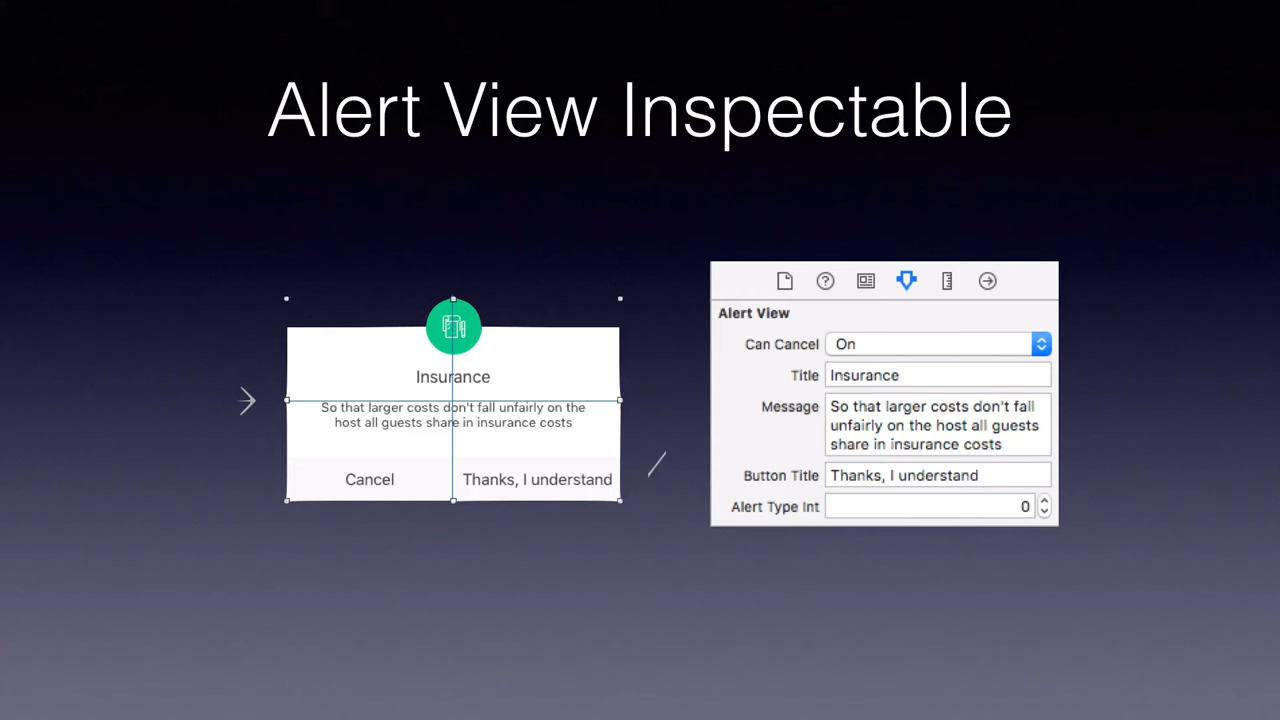 Alert View Inspectable
Insurance
So that larger costs don't fall unfairly on the
host all guests share in insurance costs
Cancel
Thanks, I understand
Alert View
Can Cancel On
Title Insurance
Message So that larger costs don't fall
unfairly on the host all guests
share in insurance costs
Button Title Thanks, I understand
Alert Type Int 0